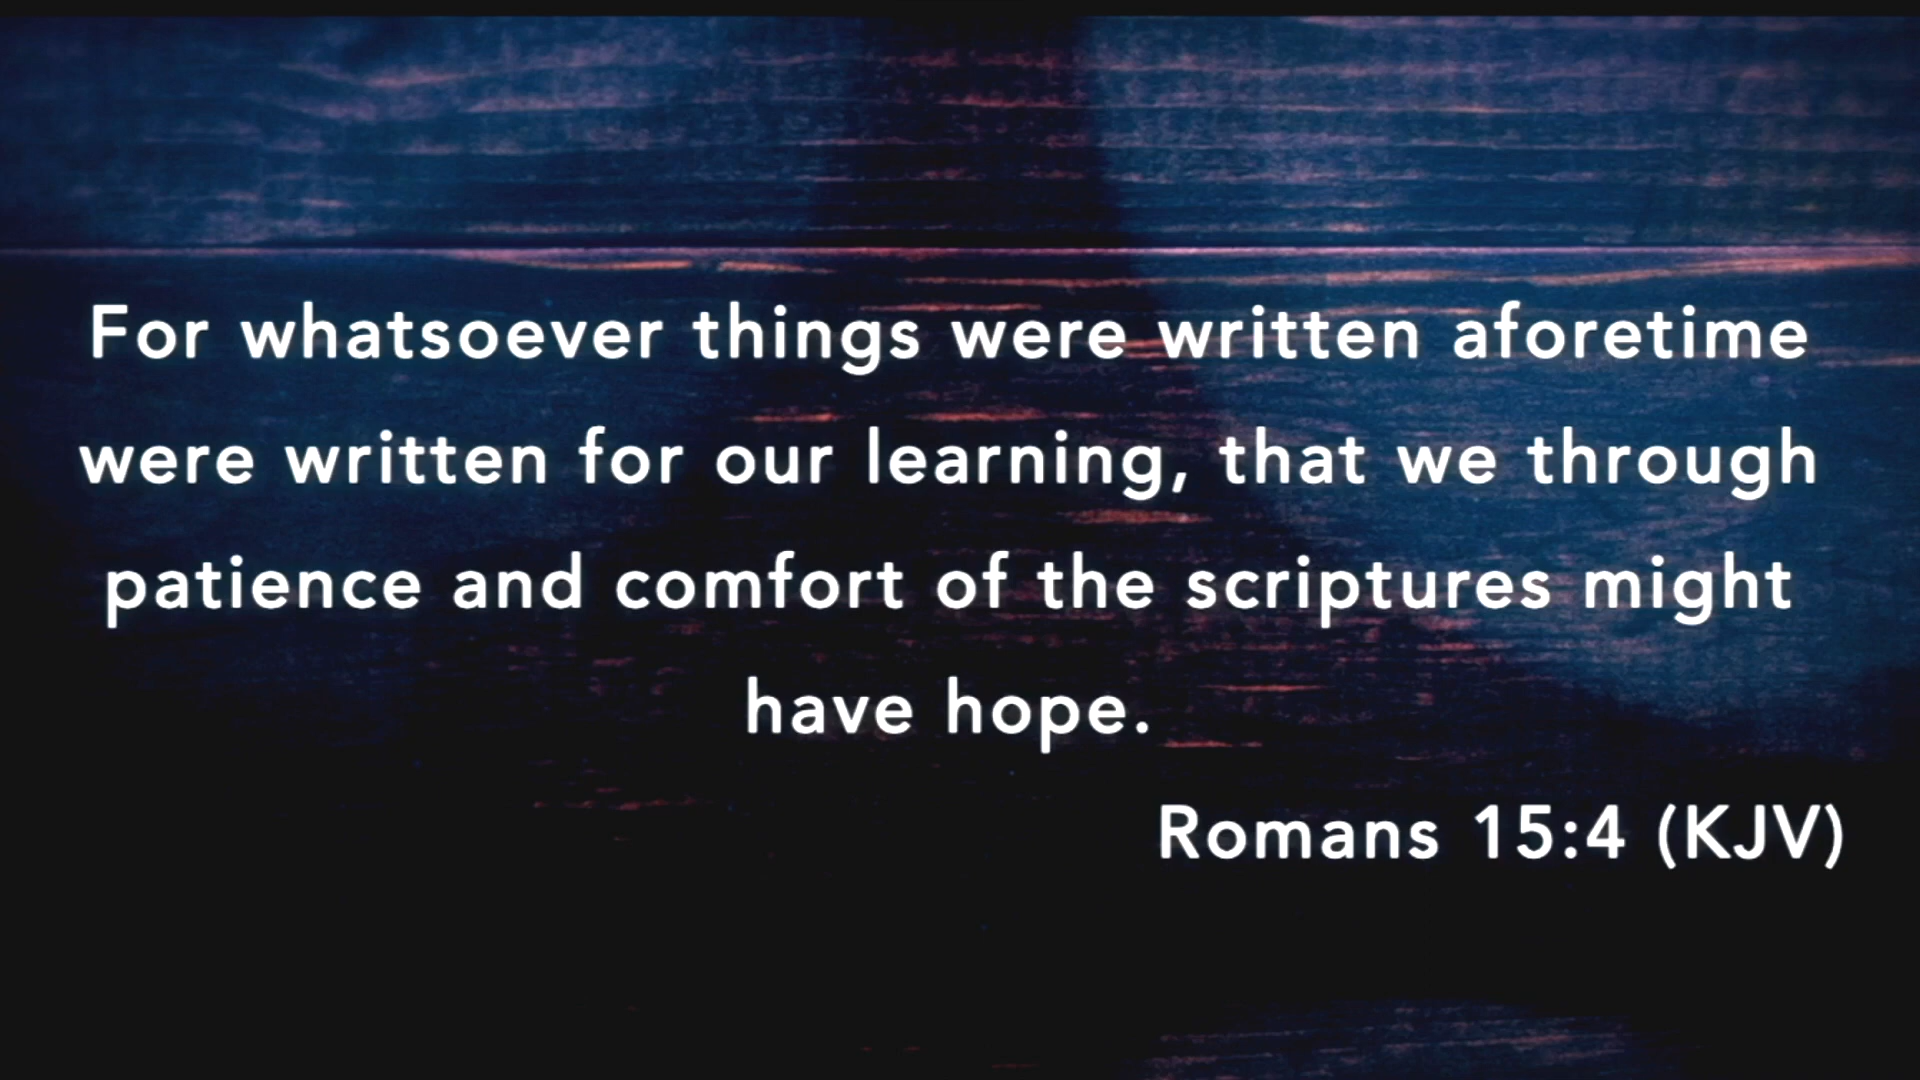 For whatsoever things were written aforetime
were written for our learning, that we through
patience and comfort of the scriptures might
have hope.
Romans 15:4 (KJV)